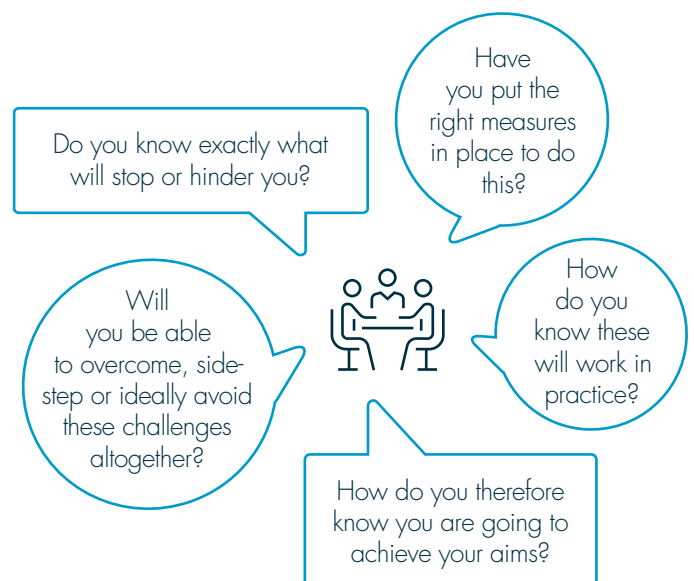 Do you know exactly what
will stop or hinder you?
Have
you put the
right measures
in place to do
this?
Will
you be able
to overcome, side-
step or ideally avoid
these challenges
altogether?
How
do you
know these
will work in
practice?
How do you therefore
know you are going to
achieve your aims?